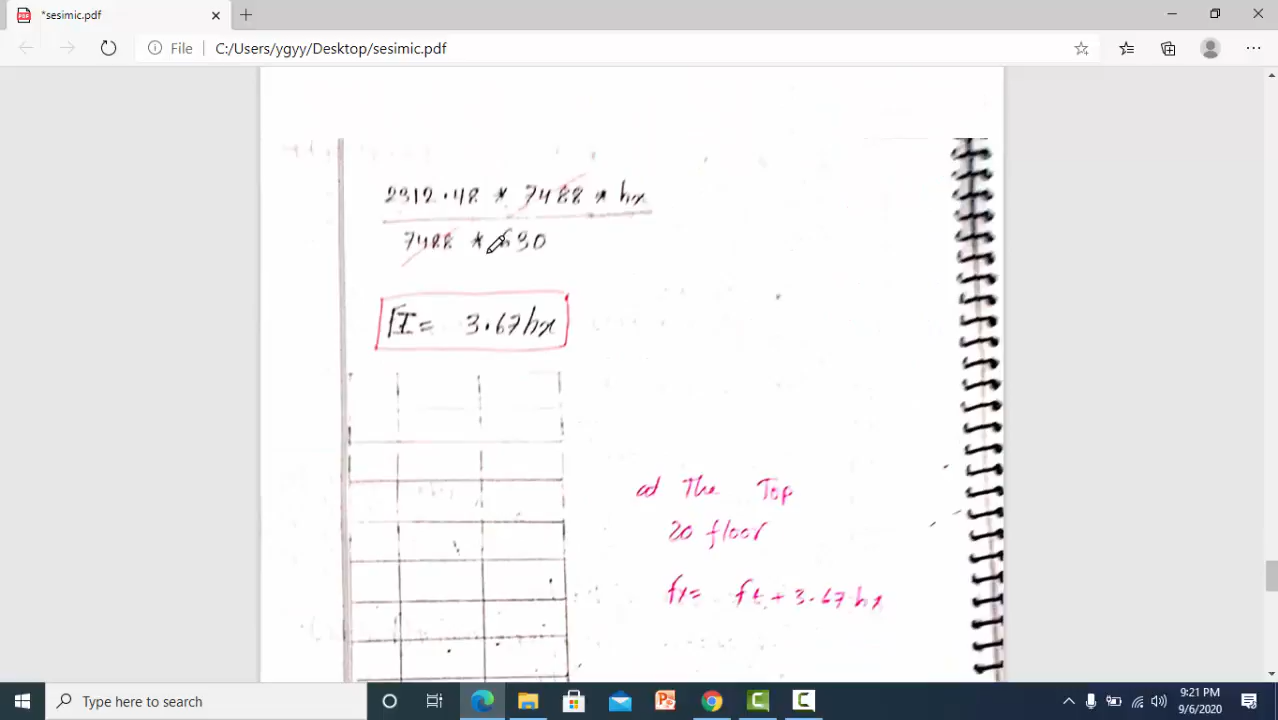 *sesimic.pdf
File
C:/Users/ygyy/Desktop/sesimic.pdf
2312.48 * 7488 * hx
7488 * 630
FI = 3.67hx
at The Top
20 floor
fx= ft + 3.67 hx
Type here to search
9:21 PM
9/6/2020